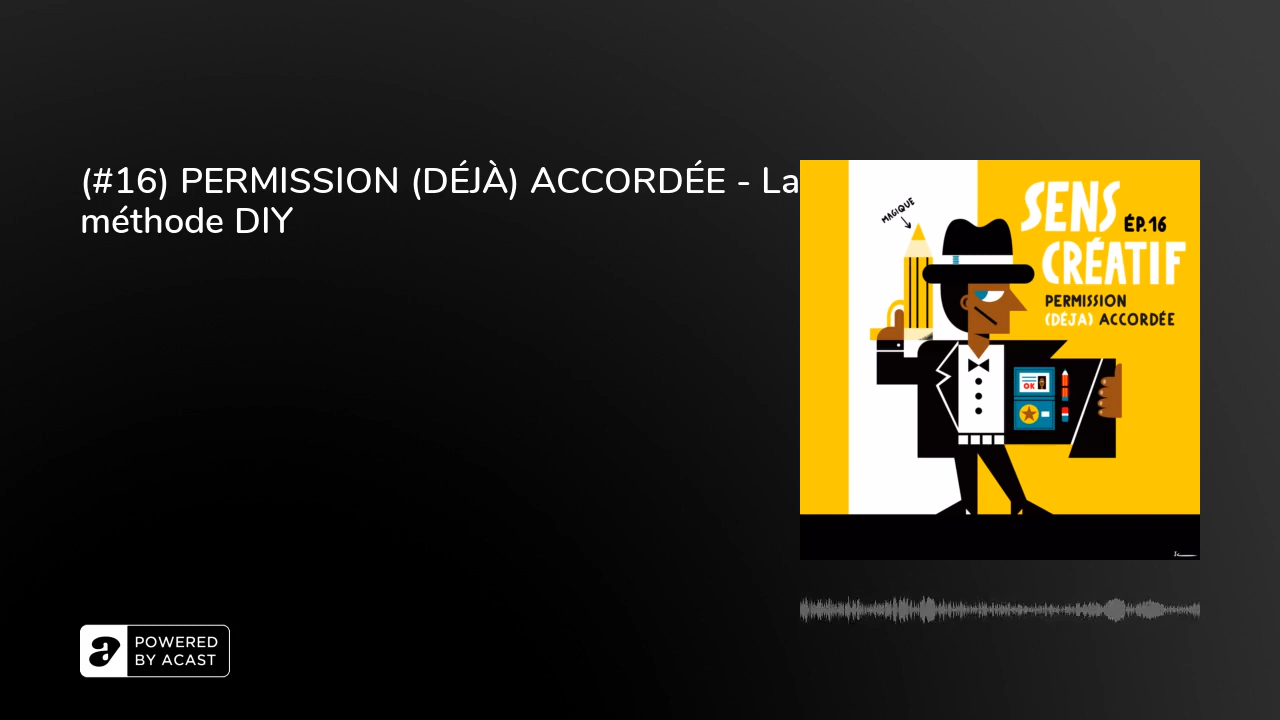 (#16) PERMISSION (DÉJÀ) ACCORDÉE - La
méthode DIY
MAGIQUE
SENS
ÉP.16
CRÉATIF
PERMISSION
(DÉJA) ACCORDÉE
OK
POWERED
BY ACAST